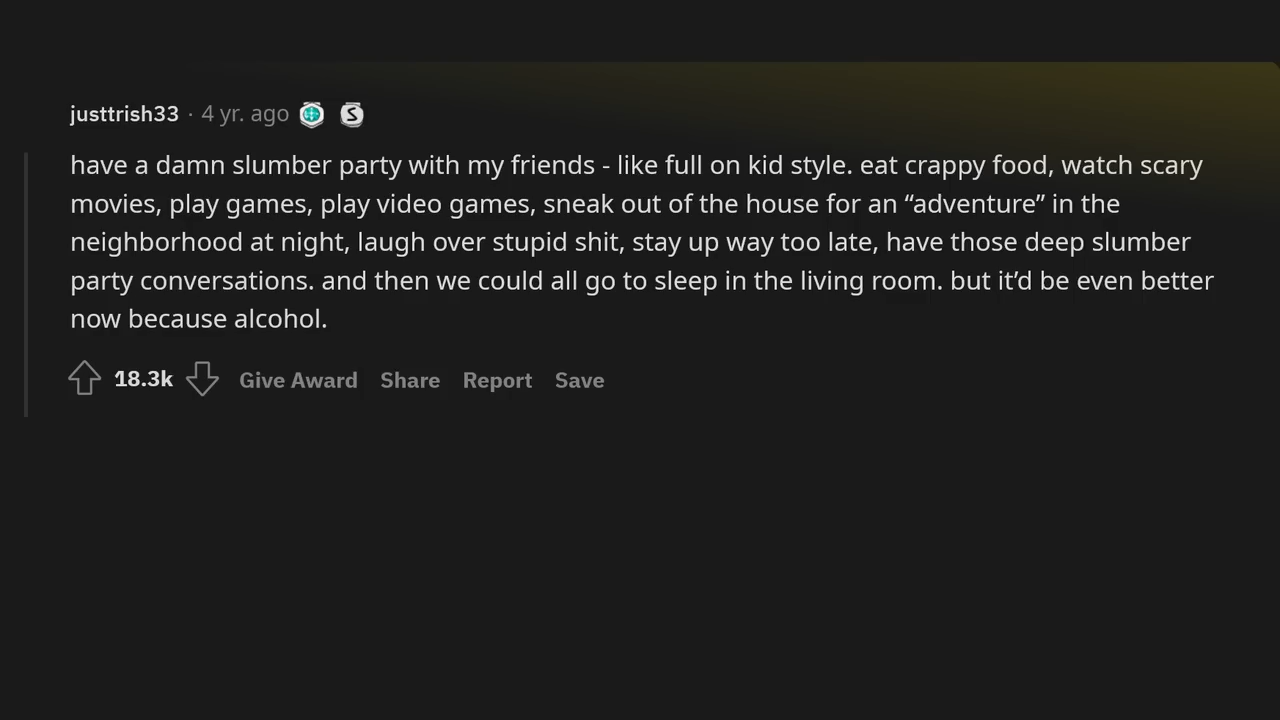 justtrish33 · 4 yr. ago
have a damn slumber party with my friends - like full on kid style. eat crappy food, watch scary
movies, play games, play video games, sneak out of the house for an “adventure” in the
neighborhood at night, laugh over stupid shit, stay up way too late, have those deep slumber
party conversations. and then we could all go to sleep in the living room. but it’d be even better
now because alcohol.
18.3k Give Award Share Report Save